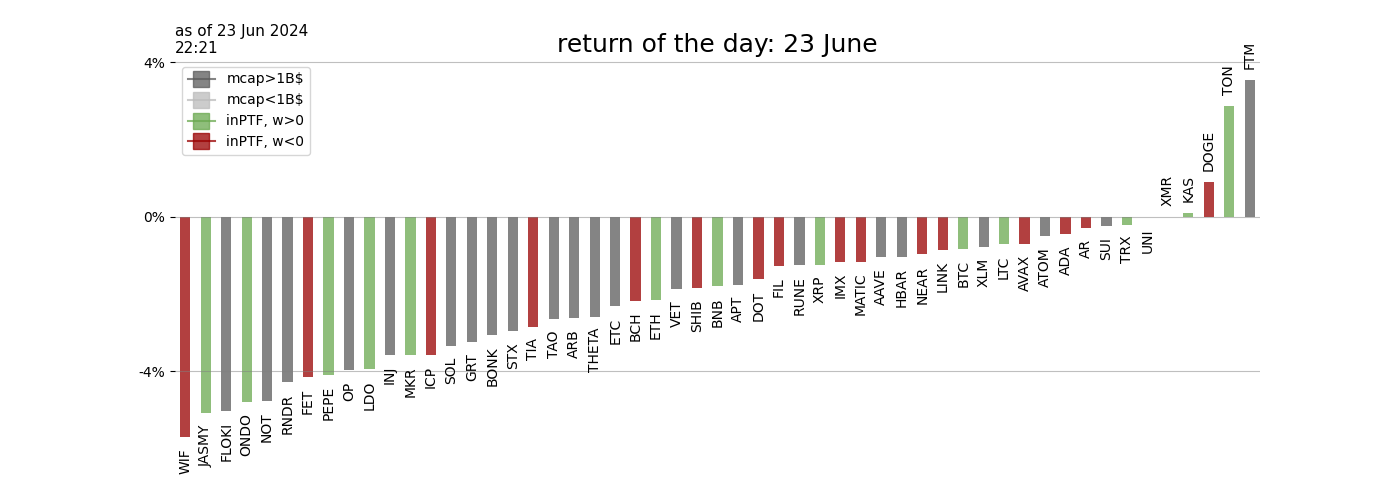 as of 23 Jun 2024
22:21
return of the day: 23 June
4%
0%
-4%
mcap>1B$
mcap<1B$
inPTF, w>0
inPTF, w<0
WIF
JASMY
FLOKI
ONDO
NOT
RNDR
FET
PEPE
OP
LDO
INJ
MKR
ICP
SOL
GRT
BONK
STX
TIA
TAO
ARB
THETA
ETC
BCH
ETH
VET
SHIB
BNB
APT
DOT
FIL
RUNE
XRP
IMX
MATIC
AAVE
HBAR
NEAR
LINK
BTC
XLM
LTC
AVAX
ATOM
ADA
AR
SUI
TRX
UNI
XMR
KAS
DOGE
TON
FTM